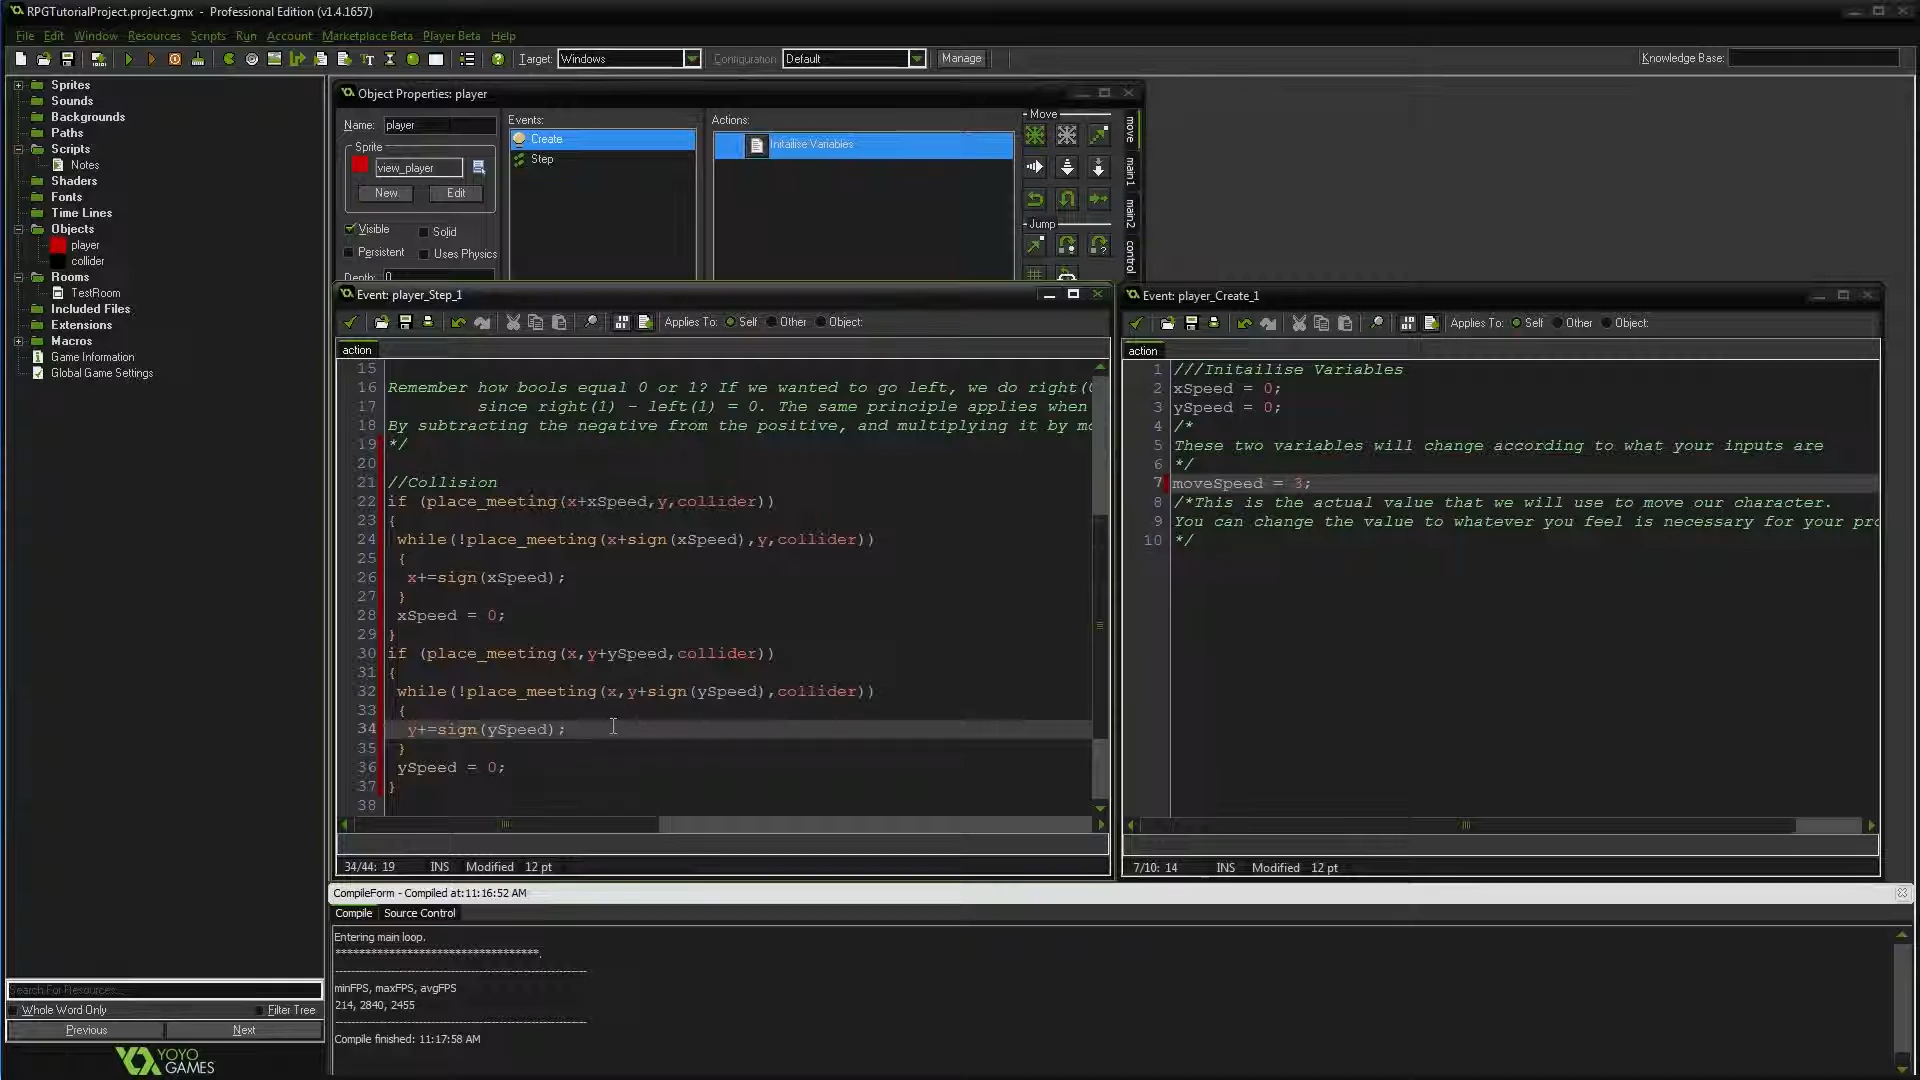 RPGTutorialProject.project.gmx - Professional Edition (v1.4.1657)
File Edit Window Resources Scripts Run Account Marketplace Beta Player Beta Help
Target: Windows Configuration Default Manage Knowledge Base:
Sprites
Sounds
Backgrounds
Paths
Scripts
Notes
Shaders
Fonts
Time Lines
Objects
player
collider
Rooms
TestRoom
Included Files
Extensions
Macros
Game Information
Global Game Settings
Search For Resources...
Whole Word Only Filter Tree
Previous Next
YOYO
GAMES
Object Properties: player
Name: player
Sprite
view_player
New Edit
Visible Solid
Persistent Uses Physics
Depth: 0
Events:
Create
Step
Actions:
Initailise Variables
Move
Jump
move
main1
main2
control
Event: player_Step_1
Applies To: Self Other Object:
action
15
16 Remember how bools equal 0 or 1? If we wanted to go left, we do right(
17 since right(1) - left(1) = 0. The same principle applies when
18 By subtracting the negative from the positive, and multiplying it by
19 */
20
21 //Collision
22 if (place_meeting(x+xSpeed,y,collider))
23 {
24 while(!place_meeting(x+sign(xSpeed),y,collider))
25 {
26 x+=sign(xSpeed);
27 }
28 xSpeed = 0;
29 }
30 if (place_meeting(x,y+ySpeed,collider))
31 {
32 while(!place_meeting(x,y+sign(ySpeed),collider))
33 {
34 y+=sign(ySpeed);
35 }
36 ySpeed = 0;
37 }
38
34/44: 19 INS Modified 12 pt
Event: player_Create_1
Applies To: Self Other Object:
action
1 ///Initailise Variables
2 xSpeed = 0;
3 ySpeed = 0;
4 /*
5 These two variables will change according to what your inputs are
6 */
7 moveSpeed = 3;
8 /*This is the actual value that we will use to move our character.
9 You can change the value to whatever you feel is necessary for your
10 */
7/10: 14 INS Modified 12 pt
CompileForm - Compiled at:11:16:52 AM
Compile Source Control
Entering main loop.
**********************************.
minFPS, maxFPS, avgFPS
214, 2840, 2455
Compile finished: 11:17:58 AM